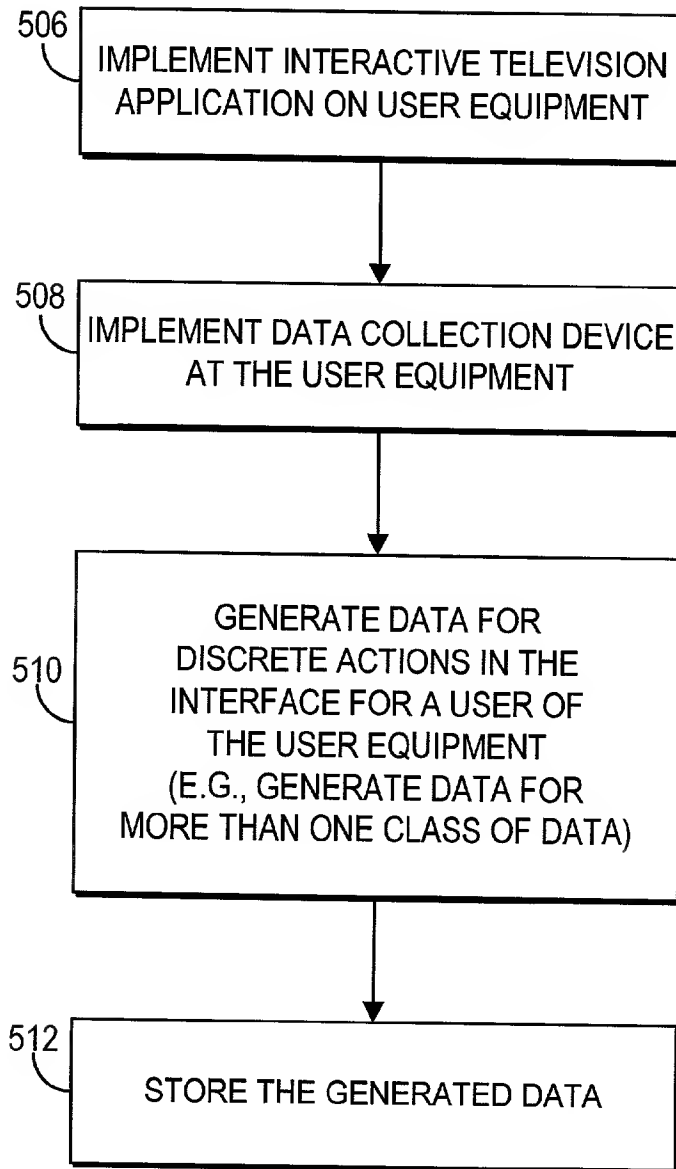 506
IMPLEMENT INTERACTIVE TELEVISION
APPLICATION ON USER EQUIPMENT
508
IMPLEMENT DATA COLLECTION DEVICE
AT THE USER EQUIPMENT
510
GENERATE DATA FOR
DISCRETE ACTIONS IN THE
INTERFACE FOR A USER OF
THE USER EQUIPMENT
(E.G., GENERATE DATA FOR
MORE THAN ONE CLASS OF DATA)
512
STORE THE GENERATED DATA